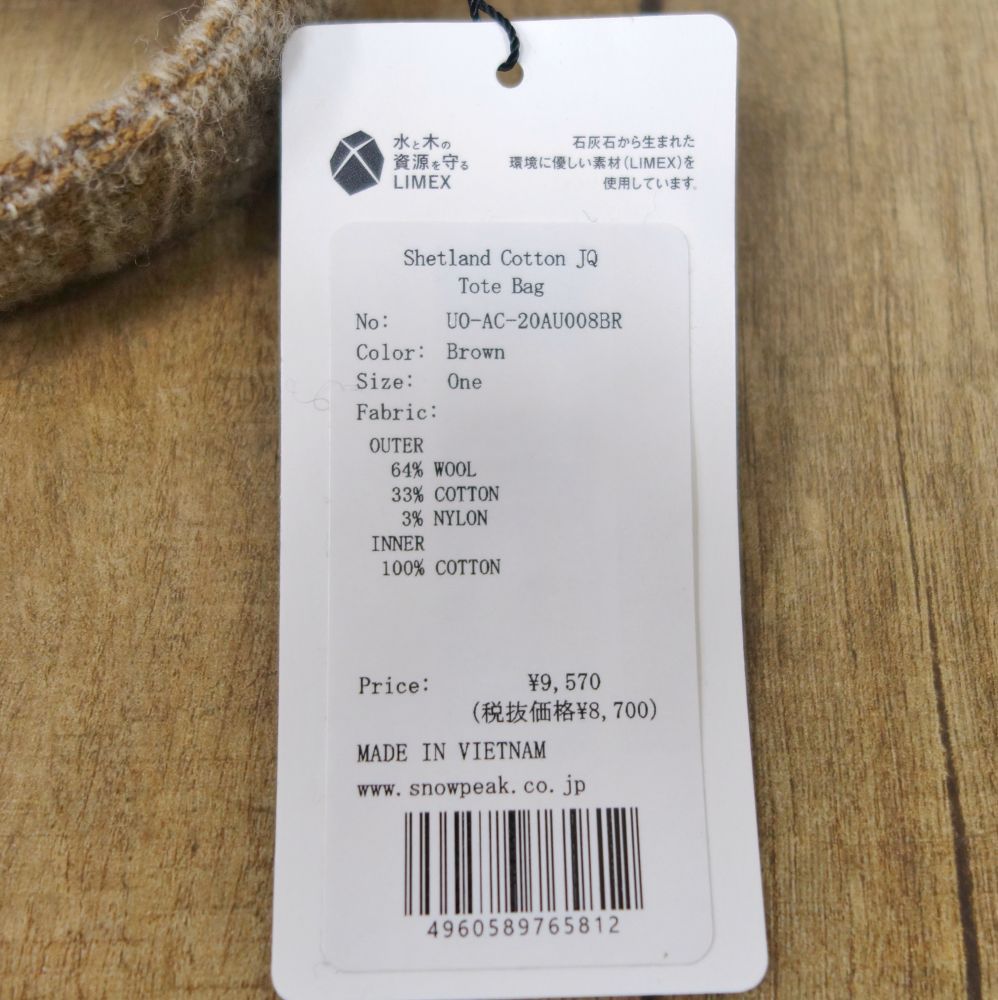 水と木の
資源を守る
LIMEX
石灰石から生まれた
環境に優しい素材(LIMEX)を
使用しています。
Shetland Cotton JQ
Tote Bag
No: UO-AC-20AU008BR
Color: Brown
Size: One
Fabric:
OUTER
64% WOOL
33% COTTON
3% NYLON
INNER
100% COTTON
Price: ¥9,570
(税抜価格¥8,700)
MADE IN VIETNAM
www.snowpeak.co.jp
4960589765812